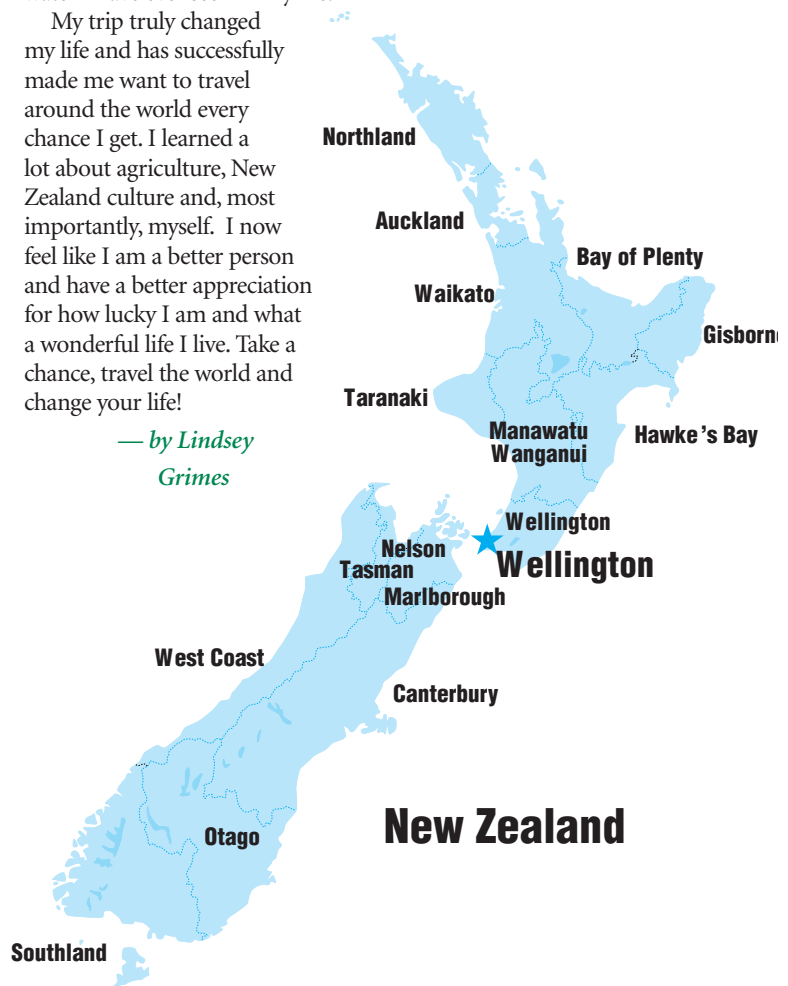 My trip truly changed
my life and has successfully
made me want to travel
around the world every
chance I get. I learned a
lot about agriculture, New
Zealand culture and, most
importantly, myself. I now
feel like I am a better person
and have a better appreciation
for how lucky I am and what
a wonderful life I live. Take a
chance, travel the world and
change your life!
— by Lindsey
Grimes
Northland
Auckland
Bay of Plenty
Waikato
Gisborn
Taranaki
Manawatu
Wanganui
Hawke's Bay
Wellington
Wellington
Nelson
Tasman
Marlborough
West Coast
Canterbury
New Zealand
Otago
Southland